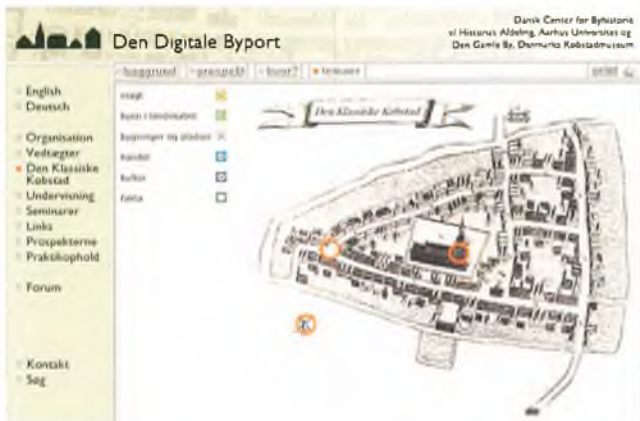 Den Digitale Byport
Dansk Center for Byhistorie
v/ Historisk Afdeling, Aarhus Universitet og
Den Gamle By, Danmarks Købstadmuseum
baggrund
prospekt
hvor?
temaer
print
English
Deutsch
Organisation
Vedtægter
Den Klassiske
Købstad
Undervisning
Seminarer
Links
Prospekterne
Praktikophold
Forum
Kontakt
Søg
magt
byen i landskabet
bygninger og pladser
handel
kultur
fakta
Den Klassiske Købstad